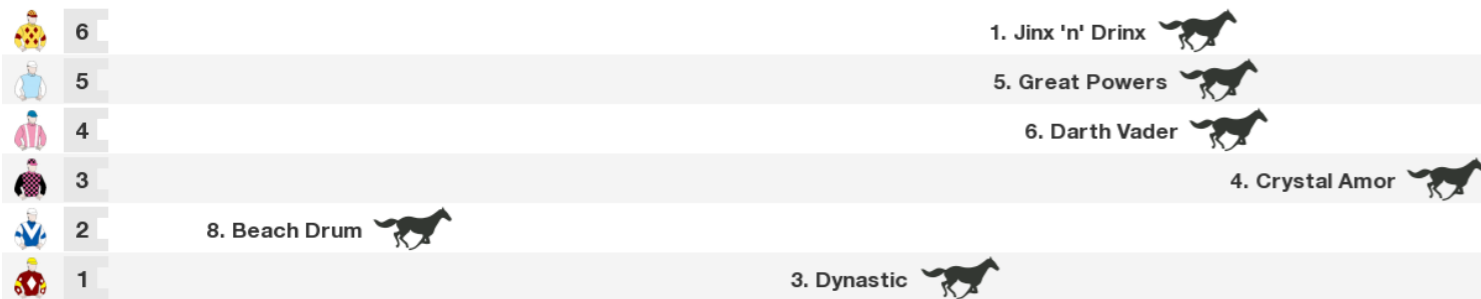 6 1. Jinx 'n' Drinx
5 5. Great Powers
4 6. Darth Vader
3 4. Crystal Amor
2 8. Beach Drum
1 3. Dynastic